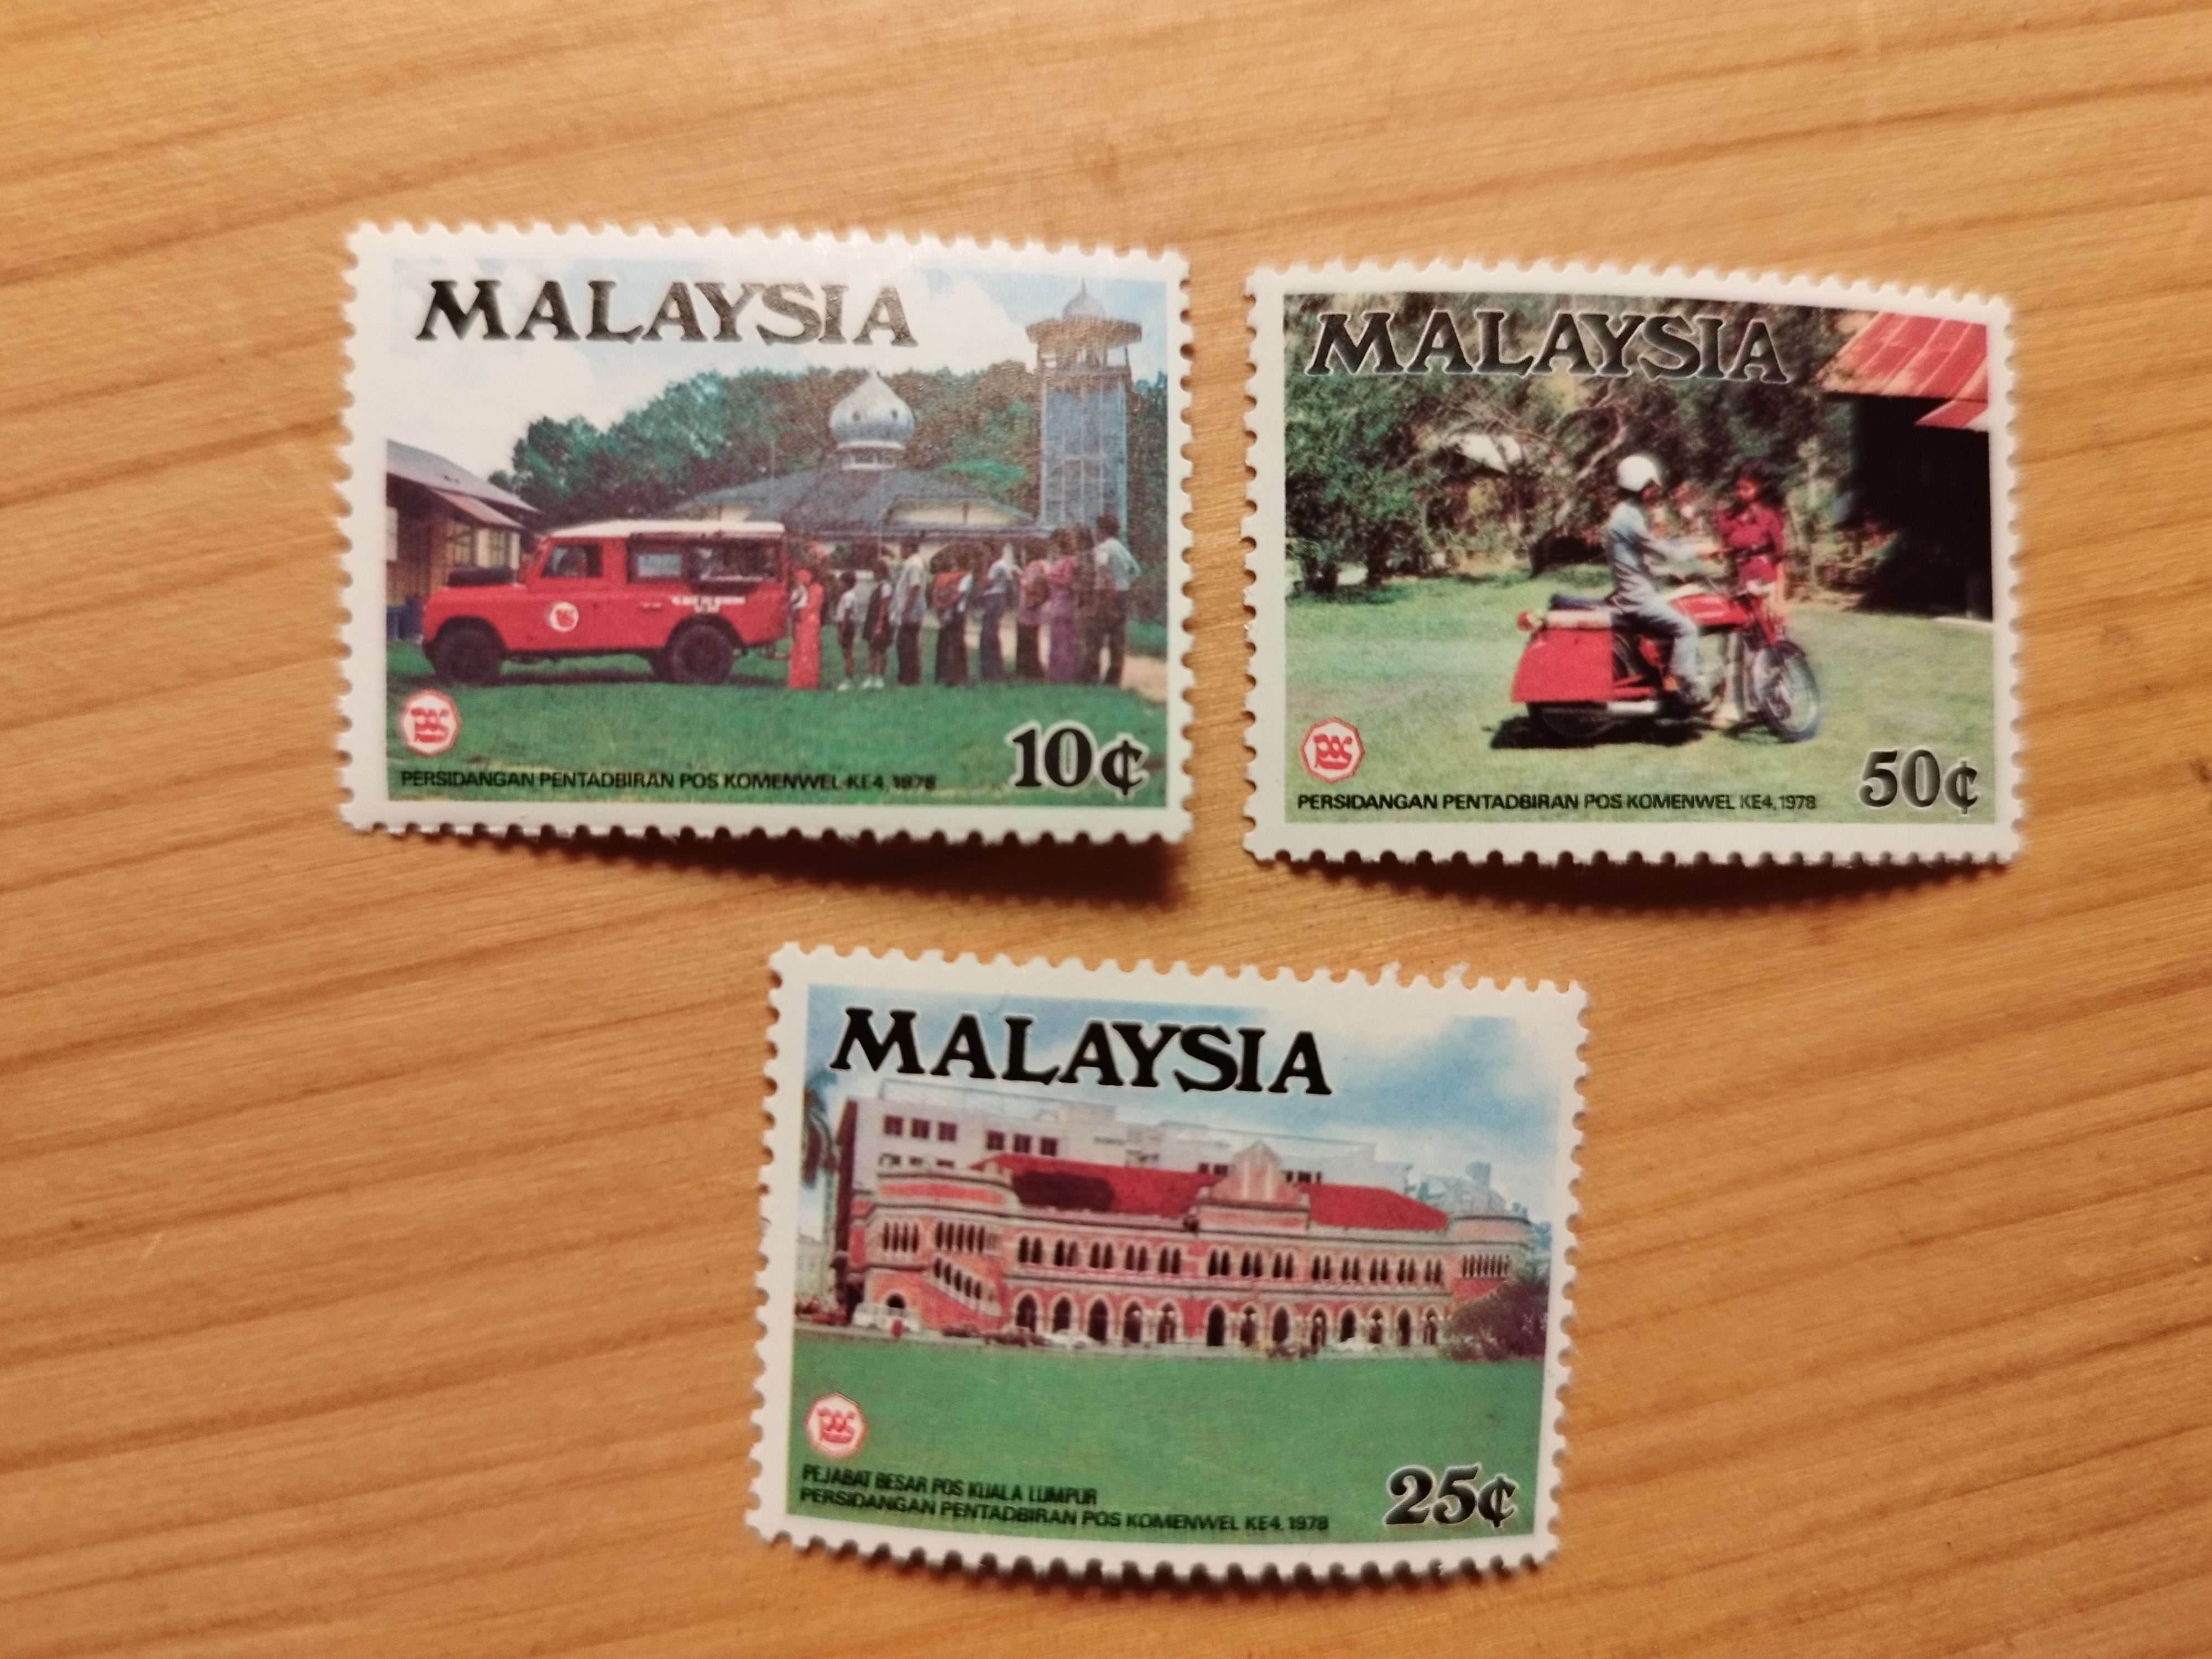 MALAYSIA
PERSIDANGAN PENTADBIRAN POS KOMENWEL KE4, 1978
10¢
MALAYSIA
PERSIDANGAN PENTADBIRAN POS KOMENWEL KE4, 1978
50¢
MALAYSIA
PEJABAT BESAR POS KUALA LUMPUR
PERSIDANGAN PENTADBIRAN POS KOMENWEL KE4, 1978
25¢